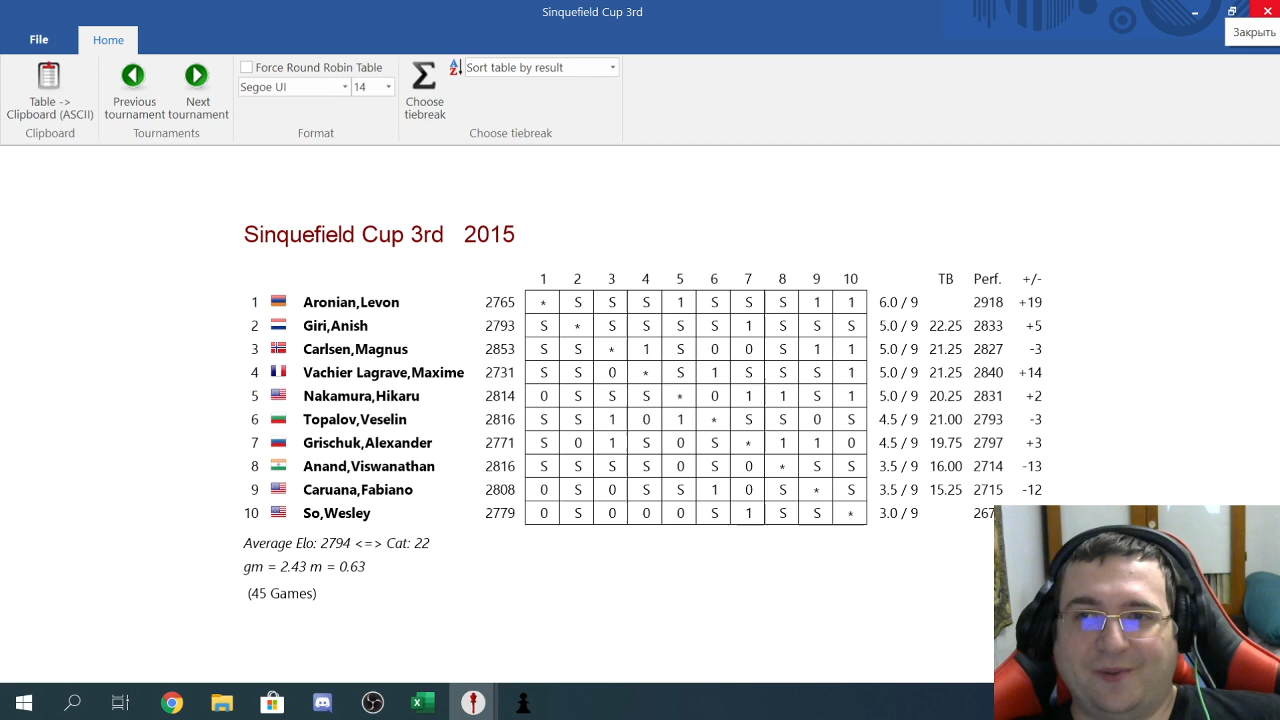 Sinquefield Cup 3rd
File Home
Закрыть
Force Round Robin Table
Sort table by result
Segoe UI 14
Table ->
Clipboard (ASCII)
Previous
tournament
Next
tournament
Choose
tiebreak
Clipboard Tournaments Format Choose tiebreak
Sinquefield Cup 3rd 2015
1 2 3 4 5 6 7 8 9 10 TB Perf. +/-
1 Aronian,Levon 2765 * S S S 1 S S S 1 1 6.0 / 9 2918 +19
2 Giri,Anish 2793 S * S S S S 1 S S S 5.0 / 9 22.25 2833 +5
3 Carlsen,Magnus 2853 S S * 1 S 0 0 S 1 1 5.0 / 9 21.25 2827 -3
4 Vachier Lagrave,Maxime 2731 S S 0 * S 1 S S S 1 5.0 / 9 21.25 2840 +14
5 Nakamura,Hikaru 2814 0 S S S * 0 1 1 S 1 5.0 / 9 20.25 2831 +2
6 Topalov,Veselin 2816 S S 1 0 1 * S S 0 S 4.5 / 9 21.00 2793 -3
7 Grischuk,Alexander 2771 S 0 1 S 0 S * 1 1 0 4.5 / 9 19.75 2797 +3
8 Anand,Viswanathan 2816 S S S S 0 S 0 * S S 3.5 / 9 16.00 2714 -13
9 Caruana,Fabiano 2808 0 S 0 S S 1 0 S * S 3.5 / 9 15.25 2715 -12
10 So,Wesley 2779 0 S 0 0 0 S 1 S S * 3.0 / 9
Average Elo: 2794 <=> Cat: 22
gm = 2.43 m = 0.63
(45 Games)